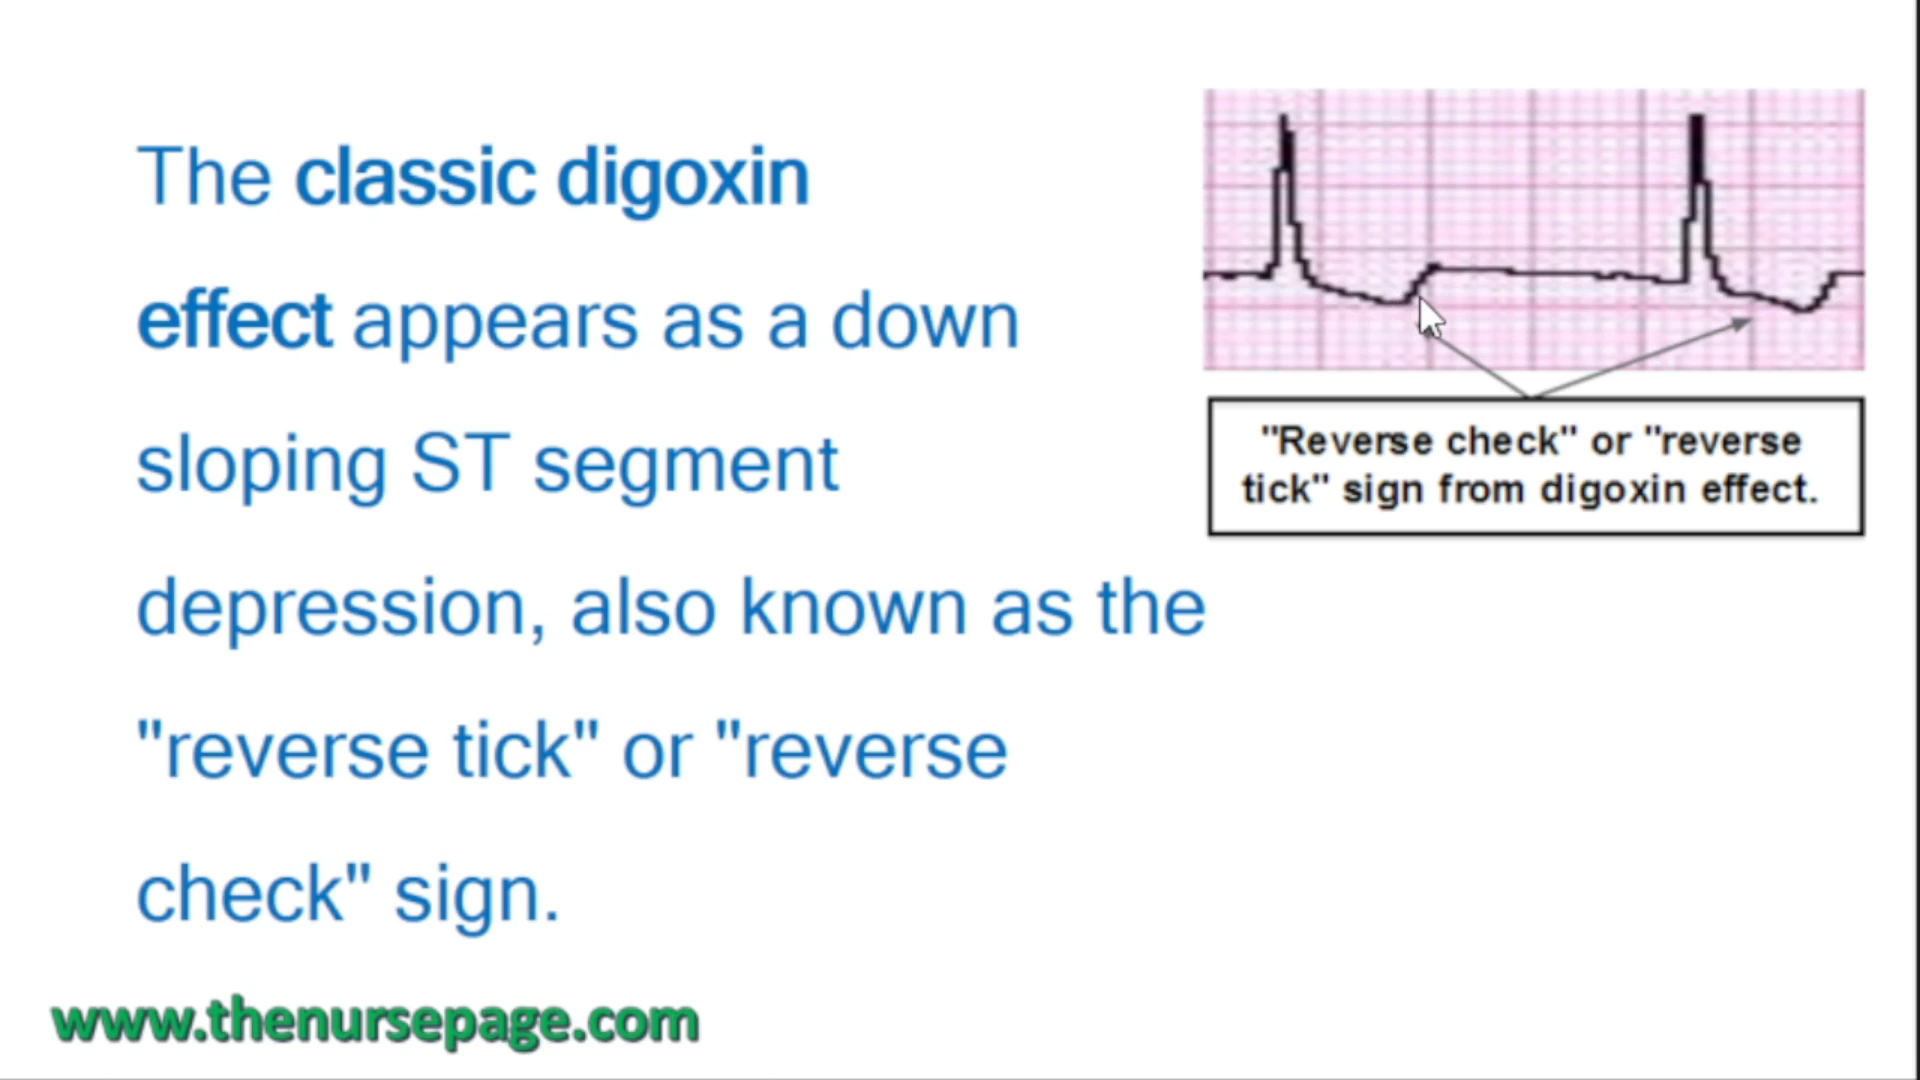 The classic digoxin
effect appears as a down
sloping ST segment
depression, also known as the
"reverse tick" or "reverse
check" sign.
"Reverse check" or "reverse
tick" sign from digoxin effect.
www.thenursepage.com